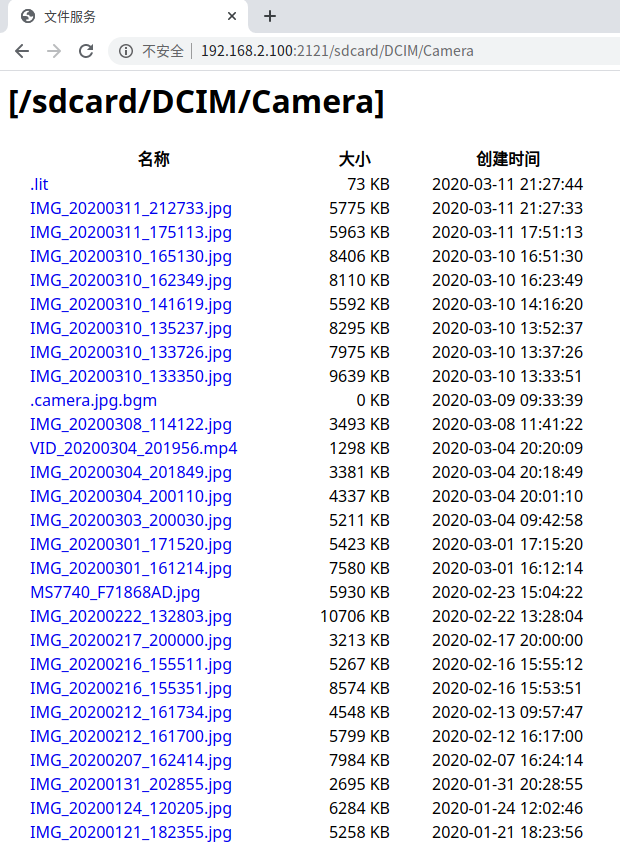 文件服务
不安全 192.168.2.100:2121/sdcard/DCIM/Camera
[/sdcard/DCIM/Camera]
名称 大小 创建时间
.lit 73 KB 2020-03-11 21:27:44
IMG_20200311_212733.jpg 5775 KB 2020-03-11 21:27:33
IMG_20200311_175113.jpg 5963 KB 2020-03-11 17:51:13
IMG_20200310_165130.jpg 8406 KB 2020-03-10 16:51:30
IMG_20200310_162349.jpg 8110 KB 2020-03-10 16:23:49
IMG_20200310_141619.jpg 5592 KB 2020-03-10 14:16:20
IMG_20200310_135237.jpg 8295 KB 2020-03-10 13:52:37
IMG_20200310_133726.jpg 7975 KB 2020-03-10 13:37:26
IMG_20200310_133350.jpg 9639 KB 2020-03-10 13:33:51
.camera.jpg.bgm 0 KB 2020-03-09 09:33:39
IMG_20200308_114122.jpg 3493 KB 2020-03-08 11:41:22
VID_20200304_201956.mp4 1298 KB 2020-03-04 20:20:09
IMG_20200304_201849.jpg 3381 KB 2020-03-04 20:18:49
IMG_20200304_200110.jpg 4337 KB 2020-03-04 20:01:10
IMG_20200303_200030.jpg 5211 KB 2020-03-04 09:42:58
IMG_20200301_171520.jpg 5423 KB 2020-03-01 17:15:20
IMG_20200301_161214.jpg 7580 KB 2020-03-01 16:12:14
MS7740_F71868AD.jpg 5930 KB 2020-02-23 15:04:22
IMG_20200222_132803.jpg 10706 KB 2020-02-22 13:28:04
IMG_20200217_200000.jpg 3213 KB 2020-02-17 20:00:00
IMG_20200216_155511.jpg 5267 KB 2020-02-16 15:55:12
IMG_20200216_155351.jpg 8574 KB 2020-02-16 15:53:51
IMG_20200212_161734.jpg 4548 KB 2020-02-13 09:57:47
IMG_20200212_161700.jpg 5799 KB 2020-02-12 16:17:00
IMG_20200207_162414.jpg 7984 KB 2020-02-07 16:24:14
IMG_20200131_202855.jpg 2695 KB 2020-01-31 20:28:55
IMG_20200124_120205.jpg 6284 KB 2020-01-24 12:02:46
IMG_20200121_182355.jpg 5258 KB 2020-01-21 18:23:56